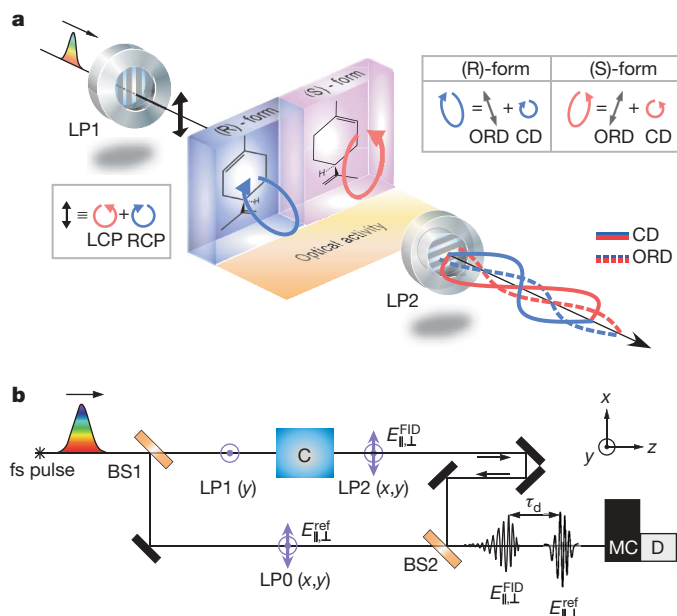 a
(R)-form (S)-form
= + = +
ORD CD ORD CD
LP1
(R) - form
(S) - form
H
H
≡ +
LCP RCP
Optical activity
LP2
CD
ORD
b
fs pulse
BS1
LP1 (y)
C
E FID ∥,⊥
LP2 (x,y)
x
y
z
E ref ∥,⊥
LP0 (x,y)
BS2
τd
E FID ∥,⊥
E ref ∥,⊥
MC D